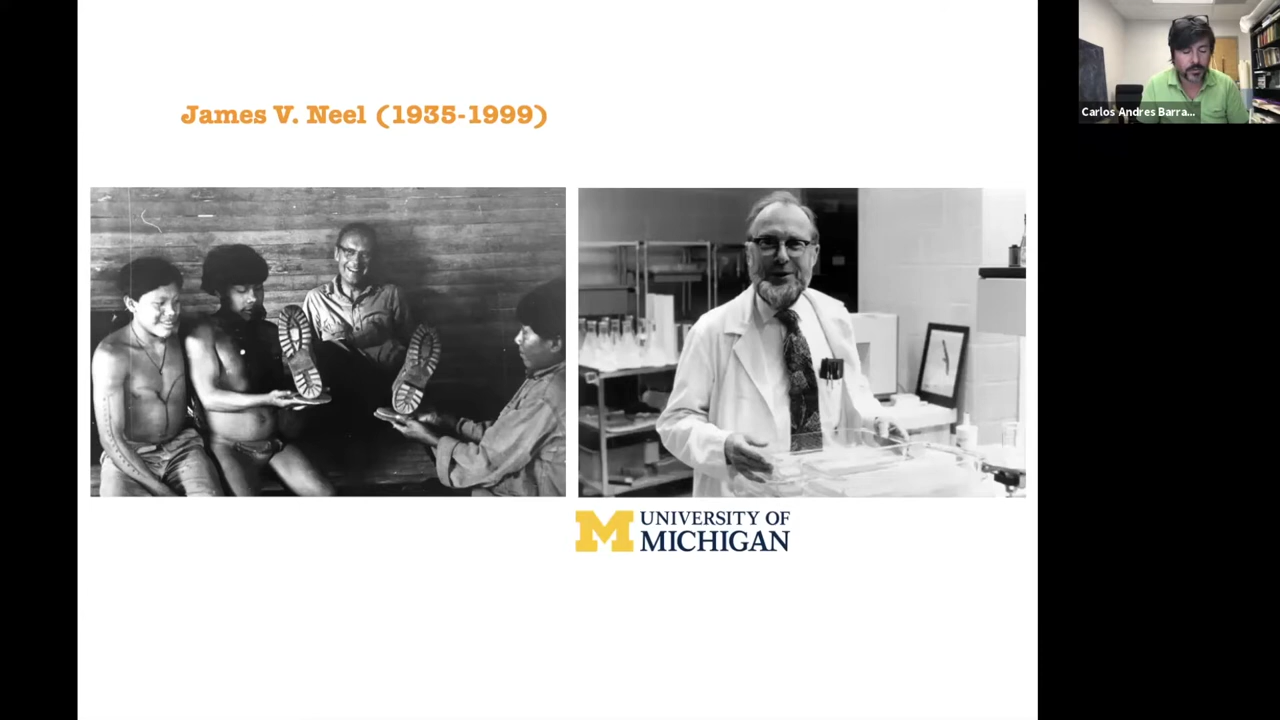 James V. Neel (1935-1999)
Carlos Andres Barra...
M UNIVERSITY OF
MICHIGAN